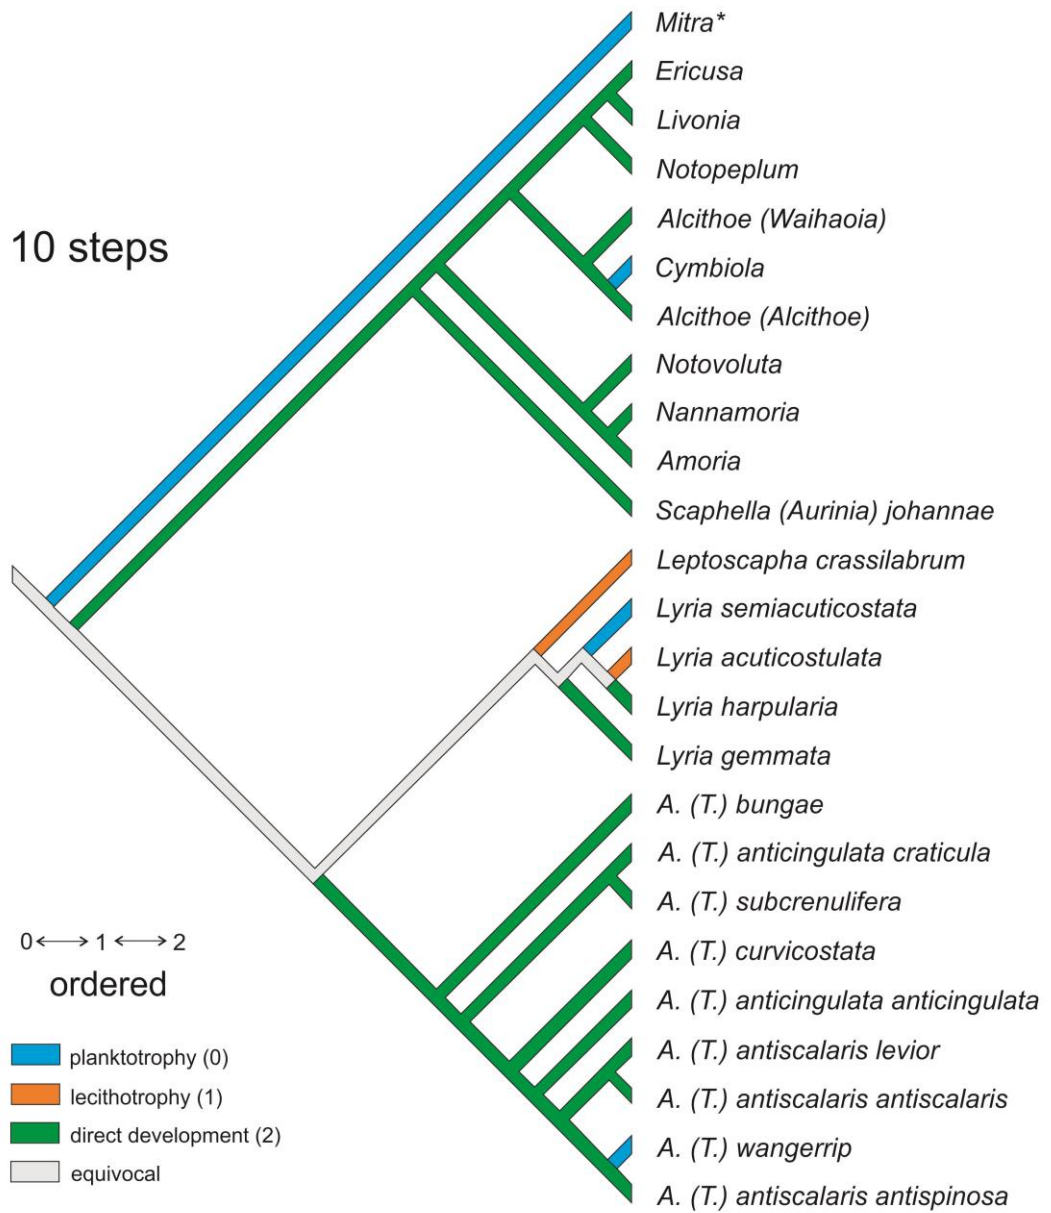 Mitra*
Ericusa
Livonia
Notopeplum
Alcithoe (Waihaoia)
10 steps
Cymbiola
Alcithoe (Alcithoe)
Notovoluta
Nannamoria
Amoria
Scaphella (Aurinia) johannae
Leptoscapha crassilabrum
Lyria semiacuticostata
Lyria acuticostulata
Lyria harpularia
Lyria gemmata
A. (T.) bungae
A. (T.) anticingulata craticula
A. (T.) subcrenulifera
A. (T.) curvicostata
A. (T.) anticingulata anticingulata
A. (T.) antiscalaris levior
A. (T.) antiscalaris antiscalaris
A. (T.) wangerrip
A. (T.) antiscalaris antispinosa
0 ↔ 1 ↔ 2
ordered
planktotrophy (0)
lecithotrophy (1)
direct development (2)
equivocal